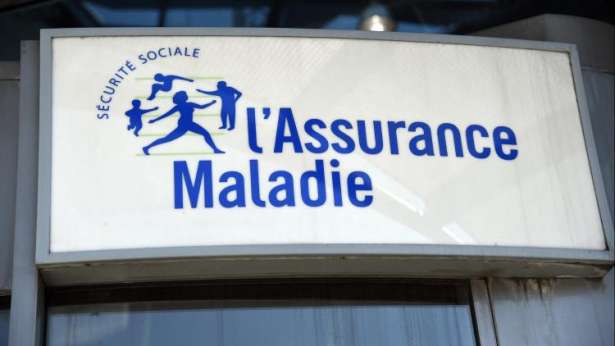 SÉCURITÉ SOCIALE
l'Assurance
Maladie